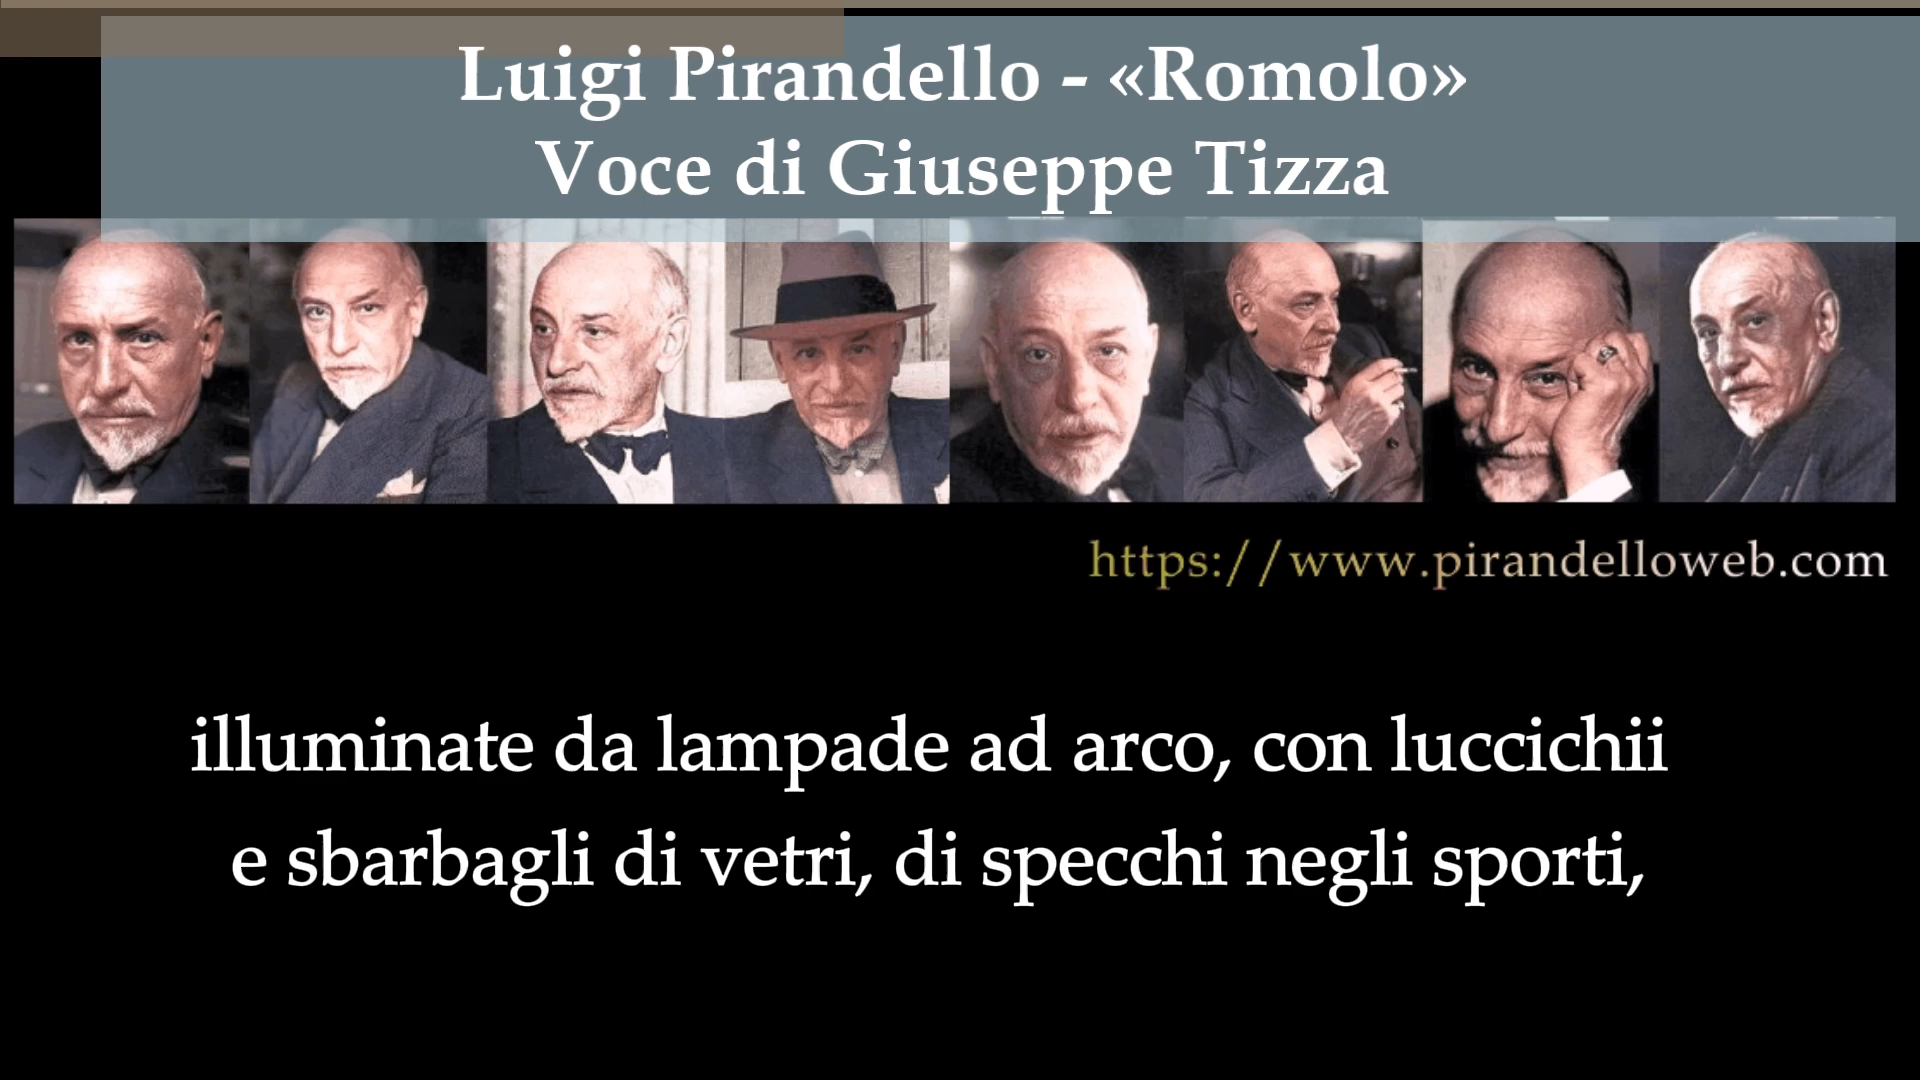 Luigi Pirandello - «Romolo»
Voce di Giuseppe Tizza
https://www.pirandelloweb.com
illuminate da lampade ad arco, con luccichii
e sbarbagli di vetri, di specchi negli sporti,